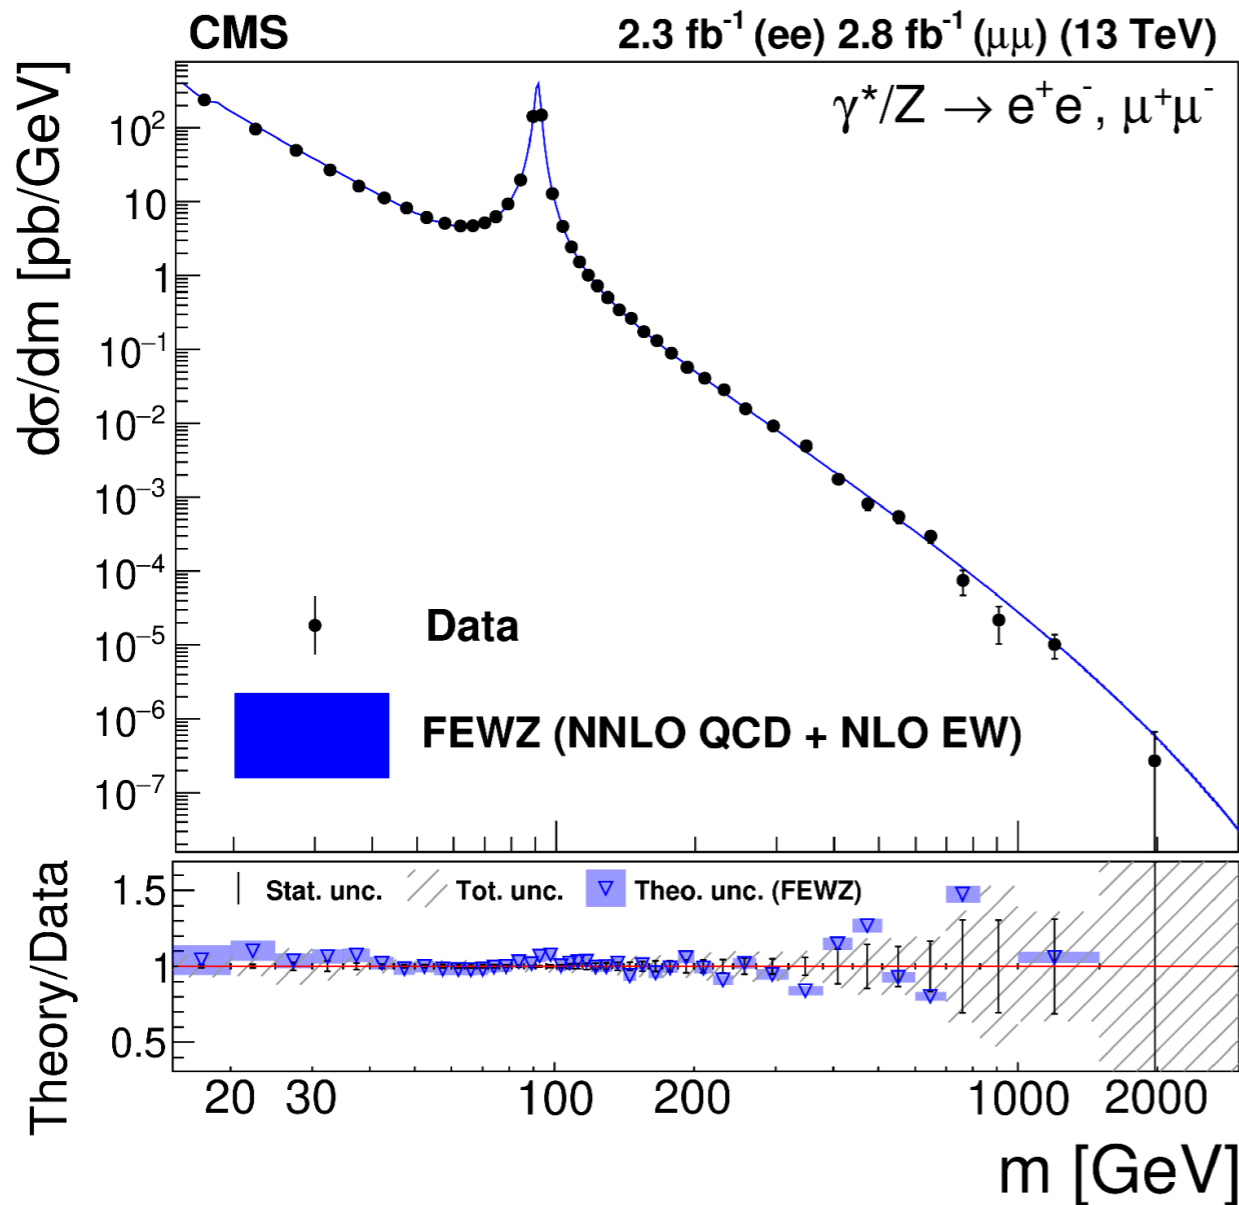 CMS 2.3 fb⁻¹ (ee) 2.8 fb⁻¹ (μμ) (13 TeV)
γ*/Z → e⁺e⁻, μ⁺μ⁻
dσ/dm [pb/GeV]
10²
10
1
10⁻¹
10⁻²
10⁻³
10⁻⁴
10⁻⁵
10⁻⁶
10⁻⁷
Data
FEWZ (NNLO QCD + NLO EW)
Theory/Data
1.5
1
0.5
Stat. unc. Tot. unc. Theo. unc. (FEWZ)
20 30 100 200 1000 2000
m [GeV]